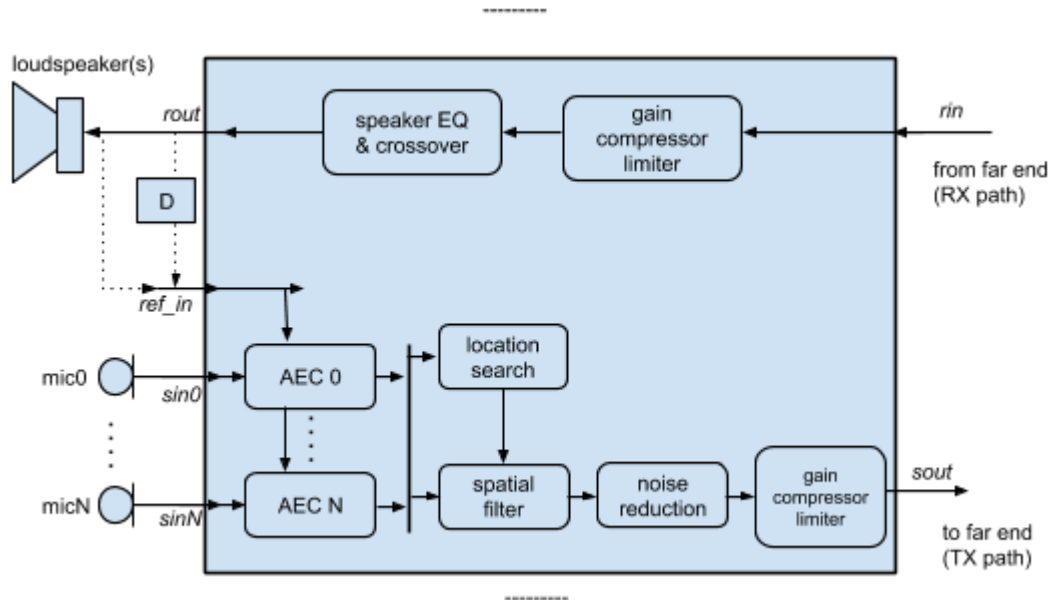 ---------
loudspeaker(s)
rout
speaker EQ
& crossover
gain
compressor
limiter
rin
from far end
(RX path)
D
ref_in
mic0
sin0
AEC 0
location
search
micN
sinN
AEC N
spatial
filter
noise
reduction
gain
compressor
limiter
sout
to far end
(TX path)
---------